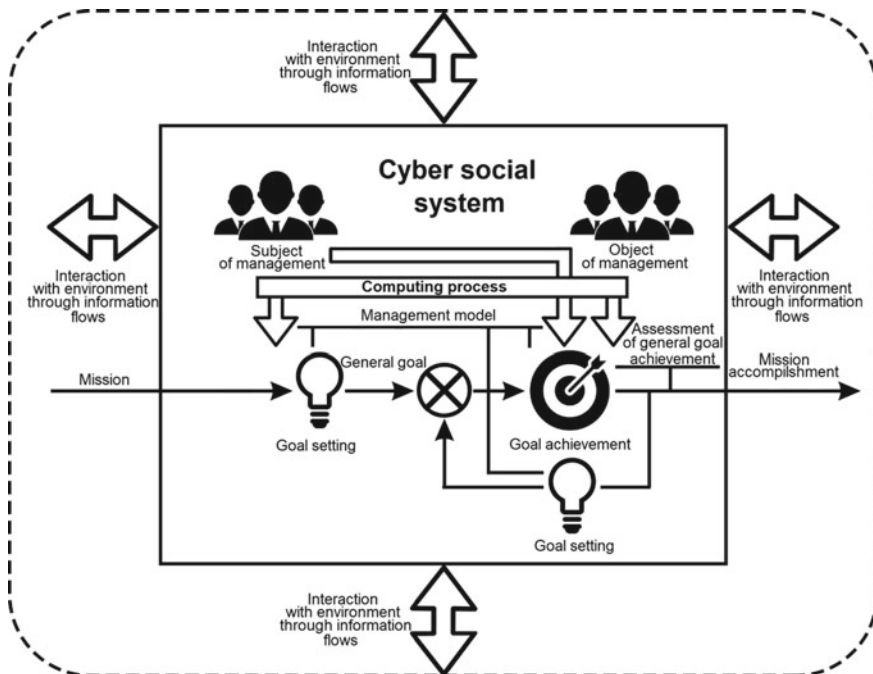 Interaction
with environment
through information
flows
Cyber social
system
Subject
of management
Object
of management
Interaction
with environment
through information
flows
Interaction
with environment
through information
flows
Computing process
Management model
Assessment
of general goal
achievement
Mission
General goal
Mission
accompilshment
Goal setting
Goal achievement
Goal setting
Interaction
with environment
through information
flows